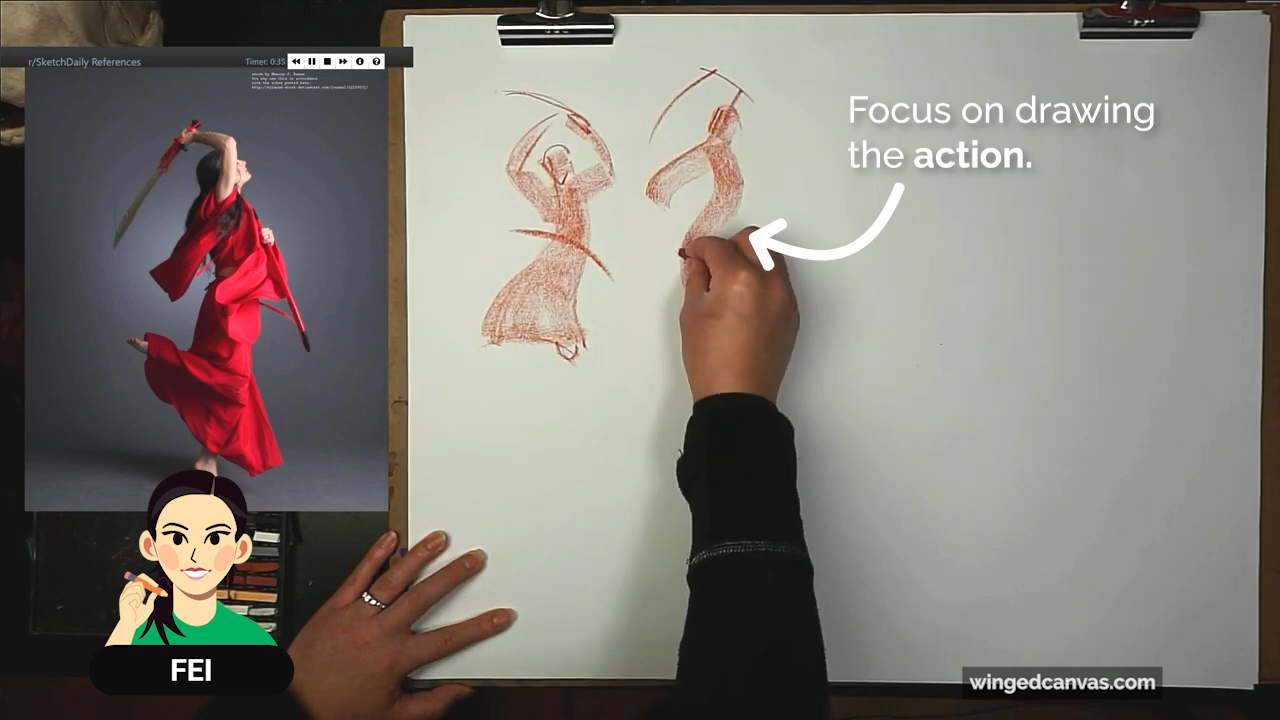 r/SketchDaily References
Timer: 0:35
Focus on drawing
the action.
FEI
wingedcanvas.com